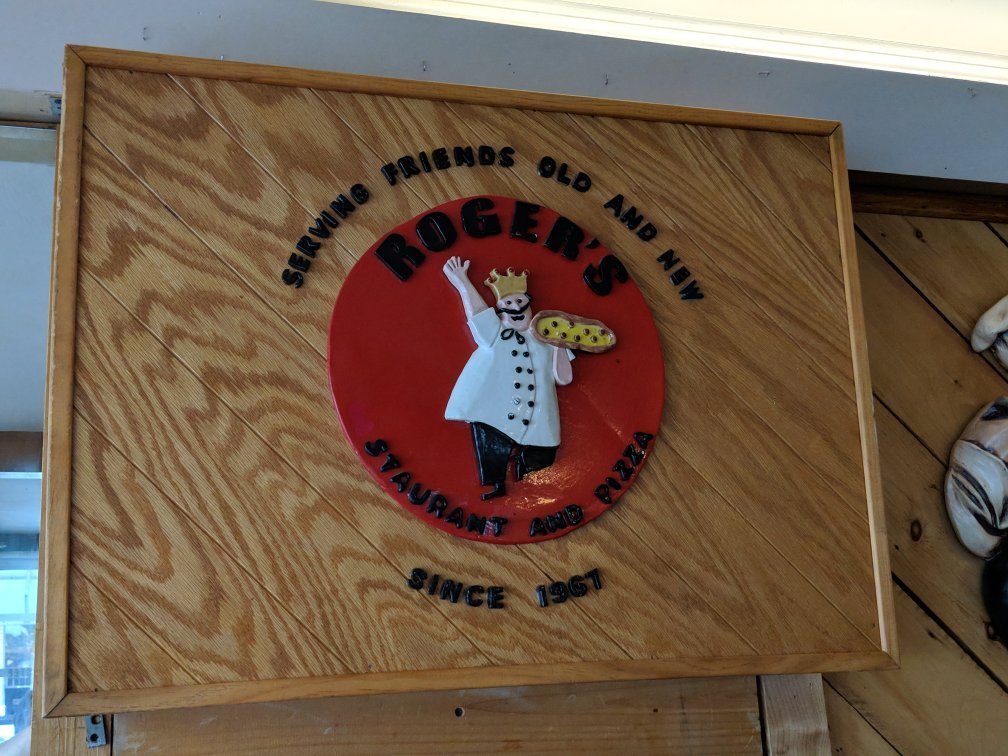 SERVING FRIENDS OLD AND NEW
ROGER'S
STAURANT AND PIZZA
SINCE 1967